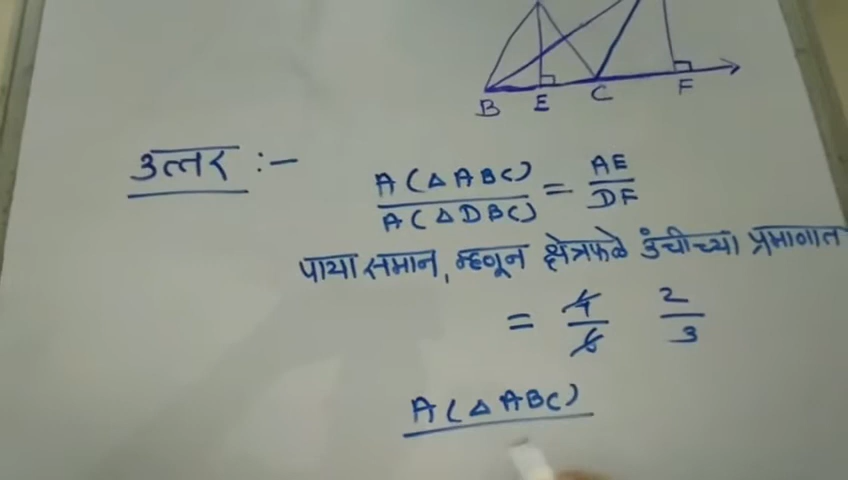 B E C F
उत्तर :- A(△ABC) / A(△DBC) = AE / DF
पाया समान, म्हणून क्षेत्रफळे उंचीच्या प्रमाणात
= 4/6 2/3
A(△ABC)